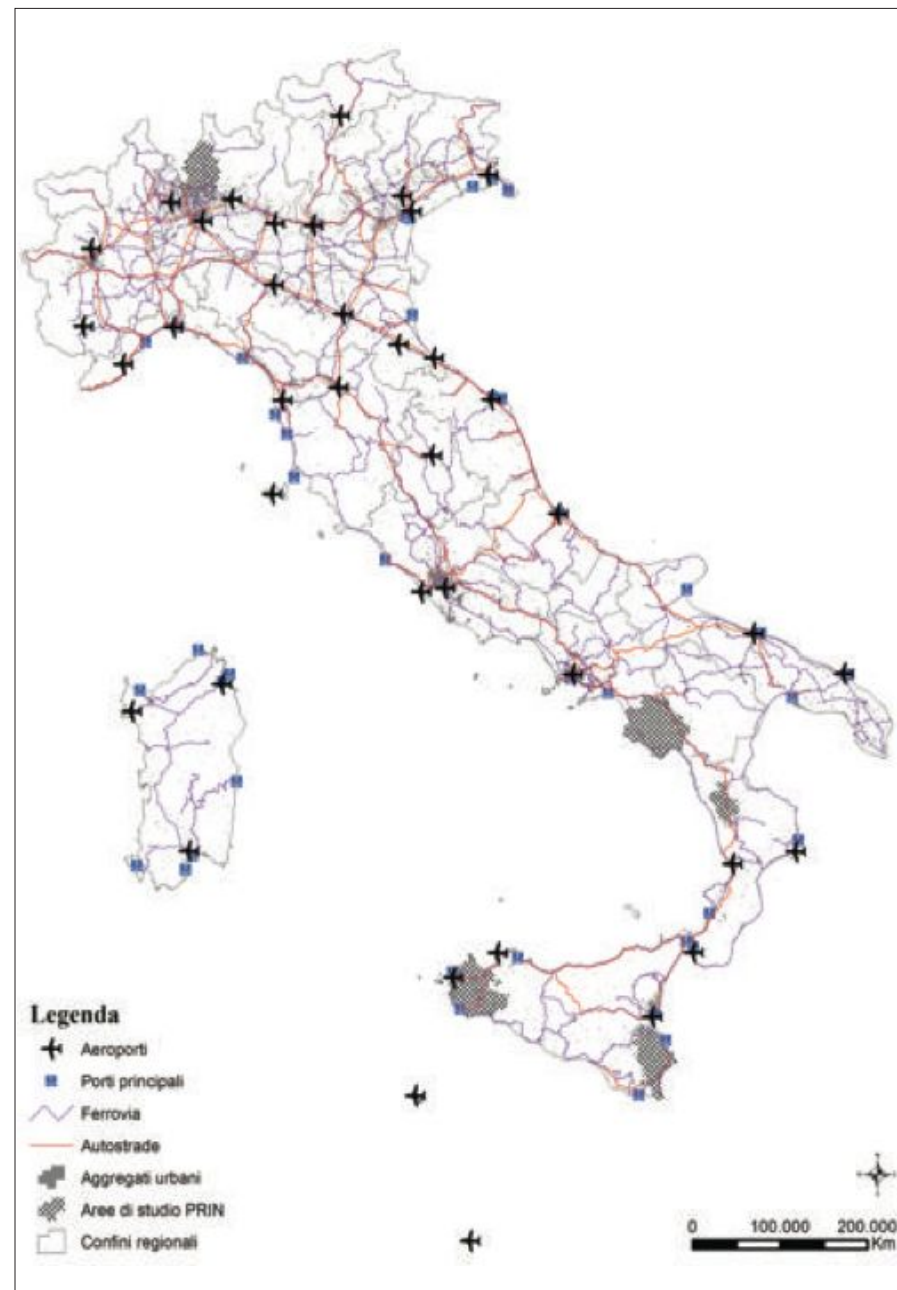 Legenda
Aeroporti
Porti principali
Ferrovia
Autostrade
Aggregati urbani
Aree di studio PRIN
Confini regionali
0 100.000 200.000
Km